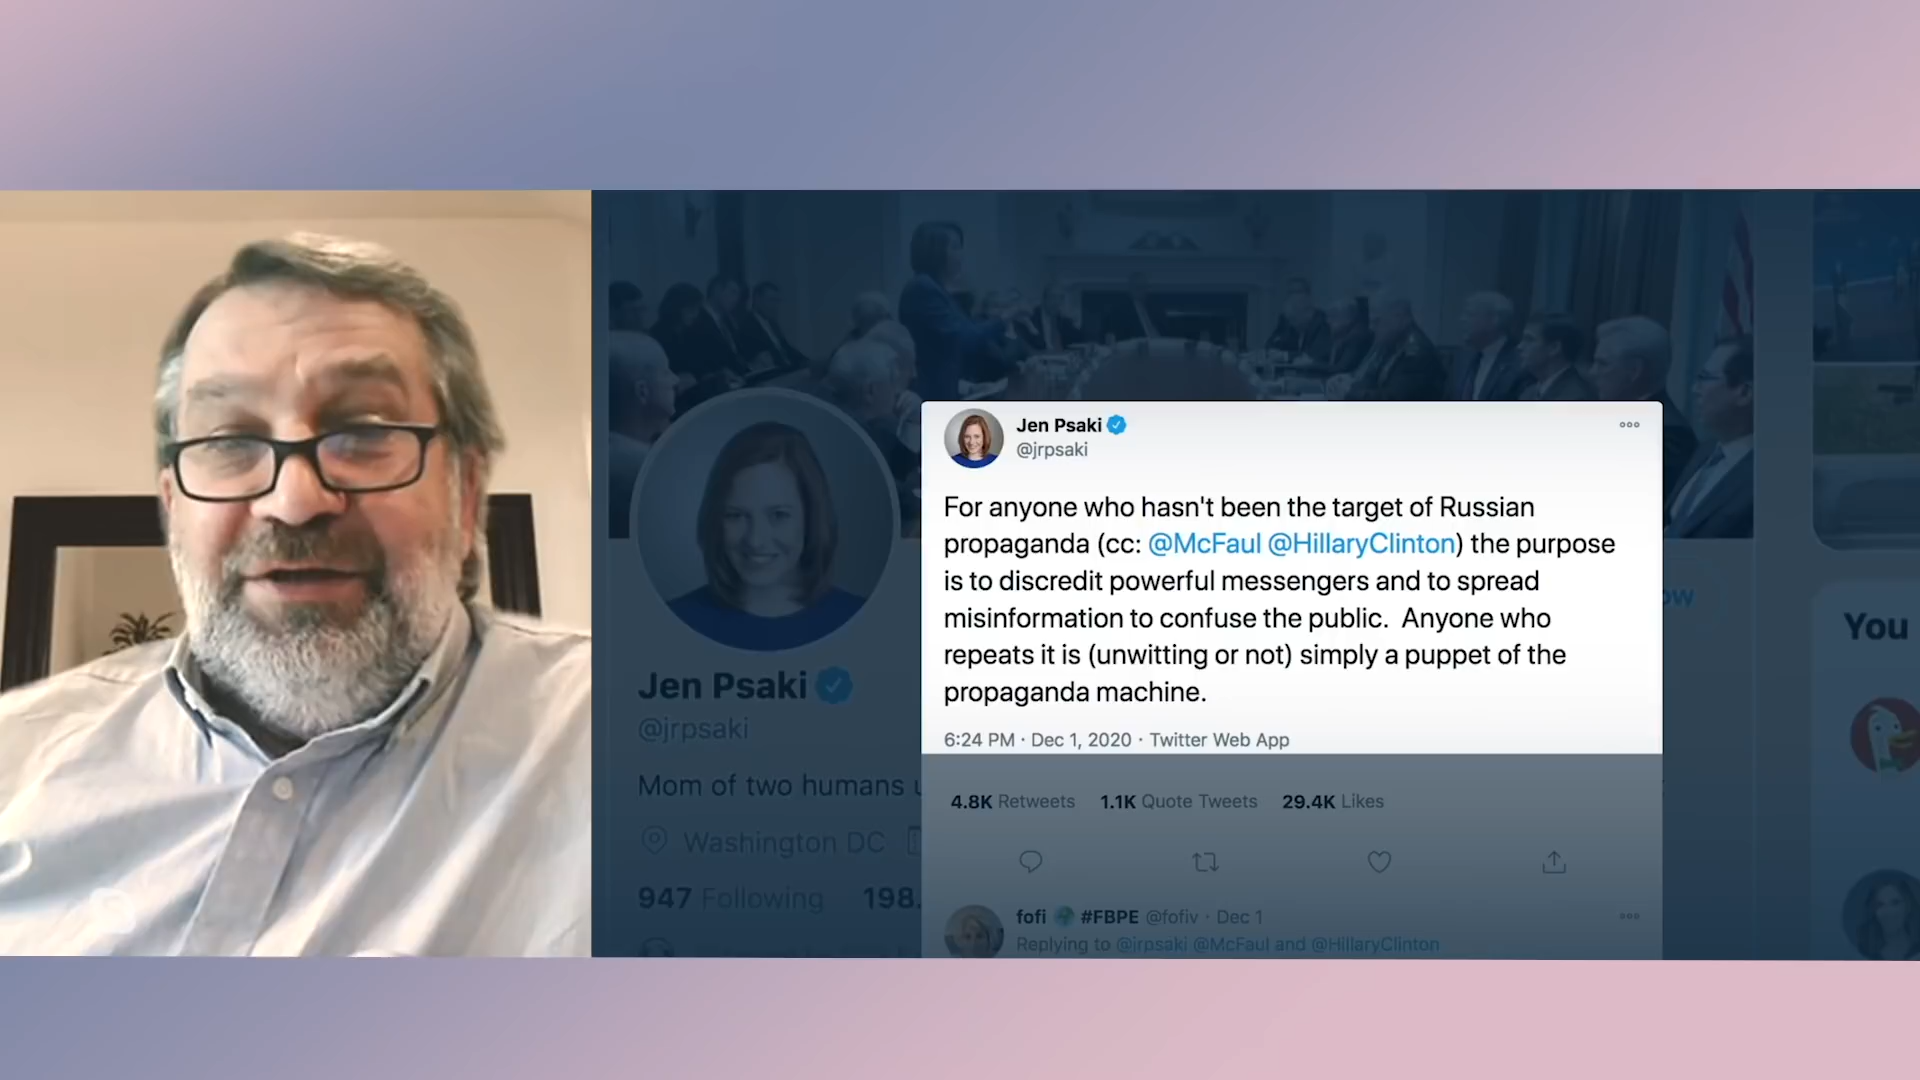 Jen Psaki
@jrpsaki
For anyone who hasn't been the target of Russian
propaganda (cc: @McFaul @HillaryClinton) the purpose
is to discredit powerful messengers and to spread
misinformation to confuse the public.  Anyone who
repeats it is (unwitting or not) simply a puppet of the
propaganda machine.
6:24 PM · Dec 1, 2020 · Twitter Web App
4.8K Retweets 1.1K Quote Tweets 29.4K Likes
fofi #FBPE @fofiv · Dec 1
Replying to @jrpsaki @McFaul and @HillaryClinton
Jen Psaki
@jrpsaki
Mom of two humans
Washington DC
947 Following 198.
You